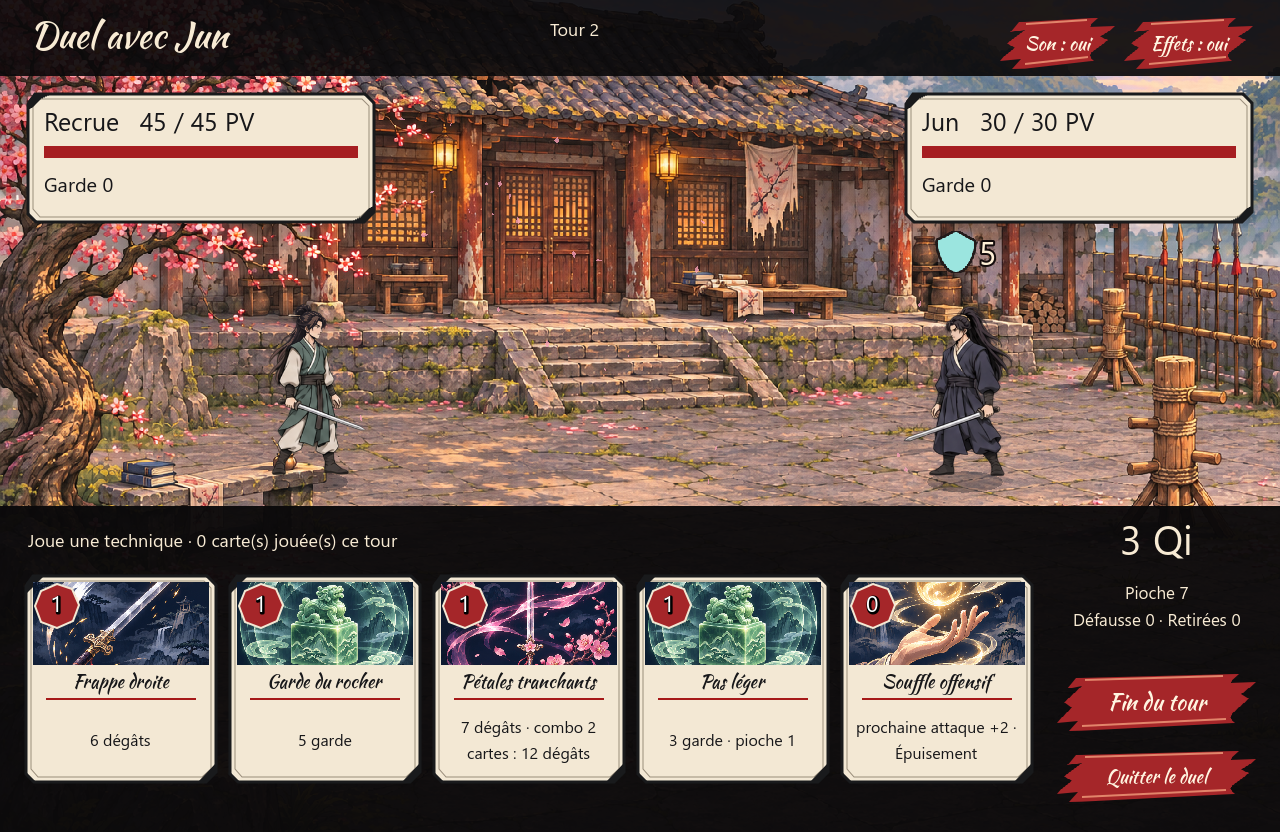 Duel avec Jun
Tour 2
Son : oui
Effets : oui
Recrue 45 / 45 PV
Garde 0
Jun 30 / 30 PV
Garde 0
5
Joue une technique · 0 carte(s) jouée(s) ce tour
3 Qi
Pioche 7
Défausse 0 · Retirées 0
1
Frappe droite
6 dégâts
1
Garde du rocher
5 garde
1
Pétales tranchants
7 dégâts · combo 2
cartes : 12 dégâts
1
Pas léger
3 garde · pioche 1
0
Souffle offensif
prochaine attaque +2 ·
Épuisement
Fin du tour
Quitter le duel